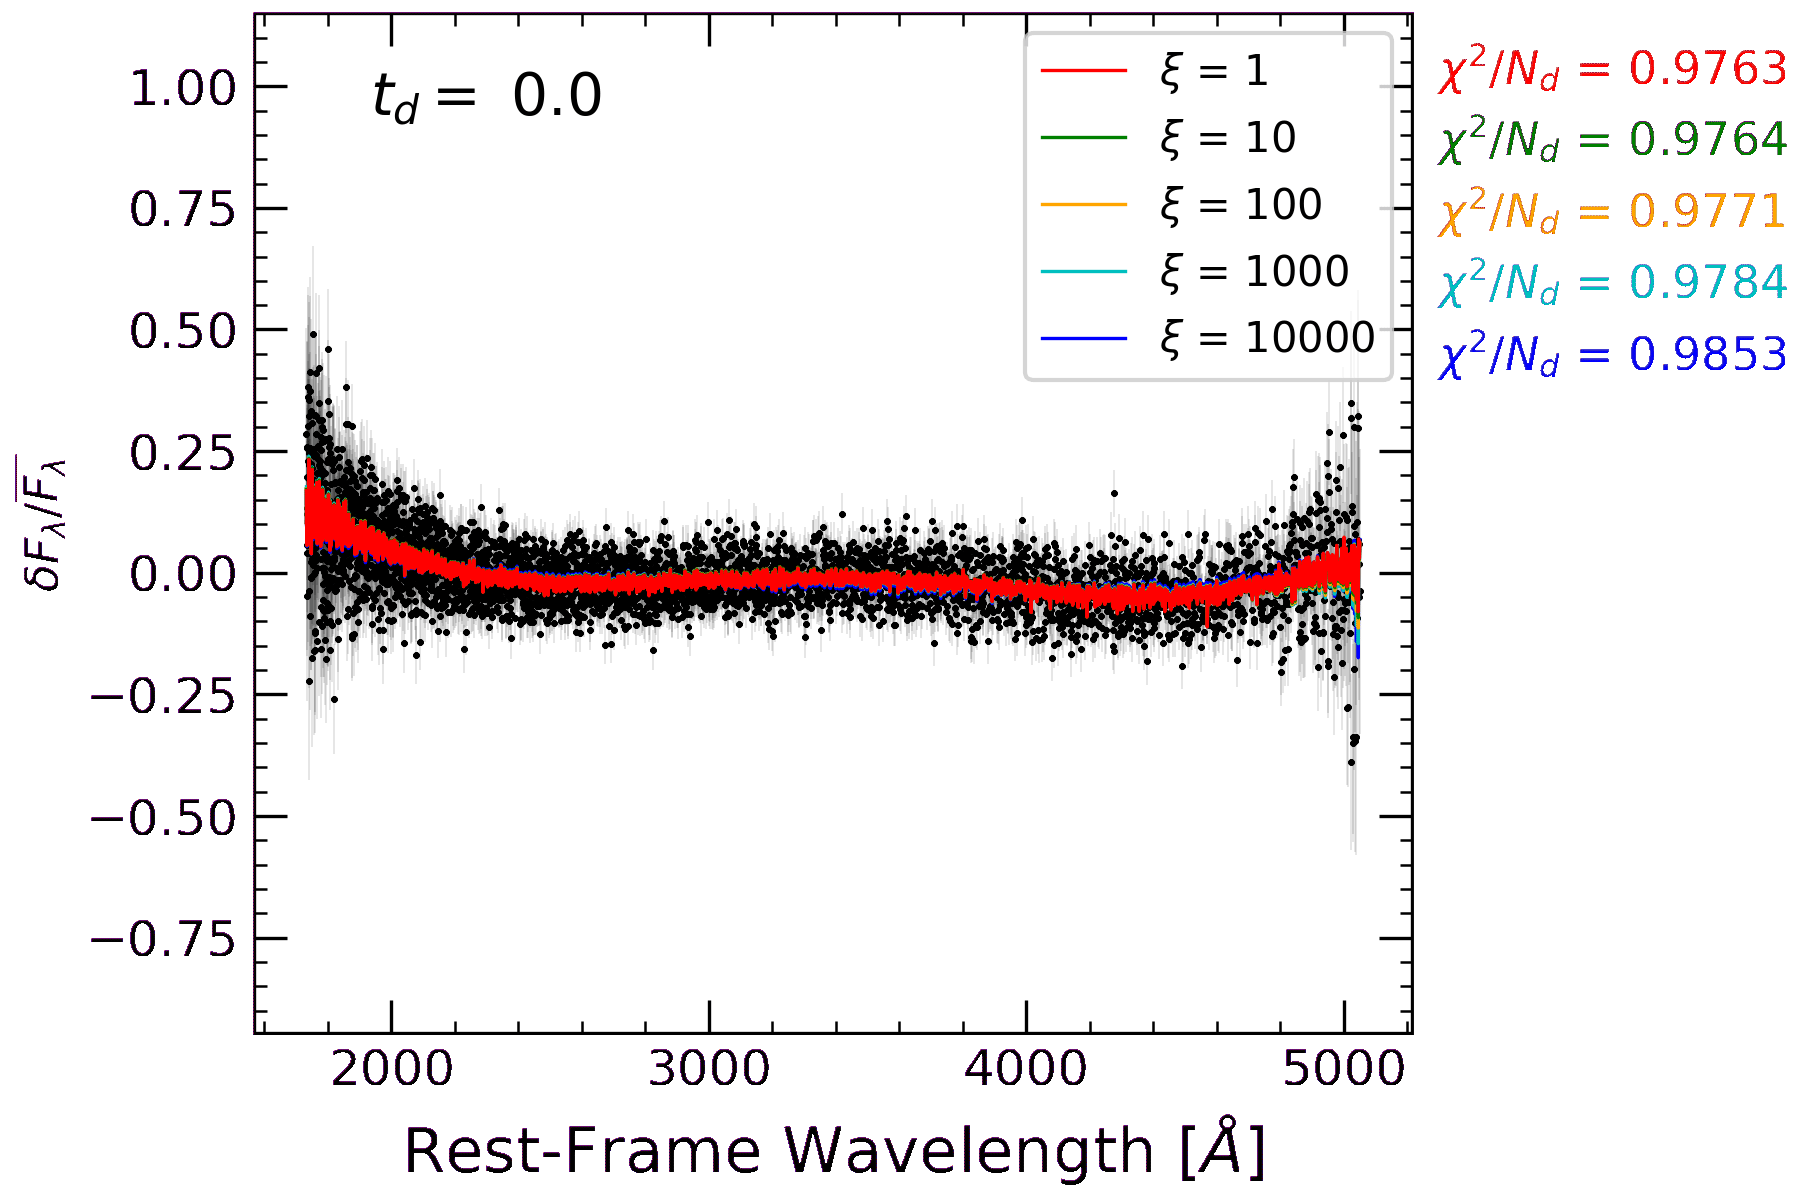 t_d = 0.0
ξ = 1
ξ = 10
ξ = 100
ξ = 1000
ξ = 10000
χ²/N_d = 0.9763
χ²/N_d = 0.9764
χ²/N_d = 0.9771
χ²/N_d = 0.9784
χ²/N_d = 0.9853
1.00
0.75
0.50
0.25
0.00
−0.25
−0.50
−0.75
δF_λ/F̅_λ
2000 3000 4000 5000
Rest-Frame Wavelength [Å]